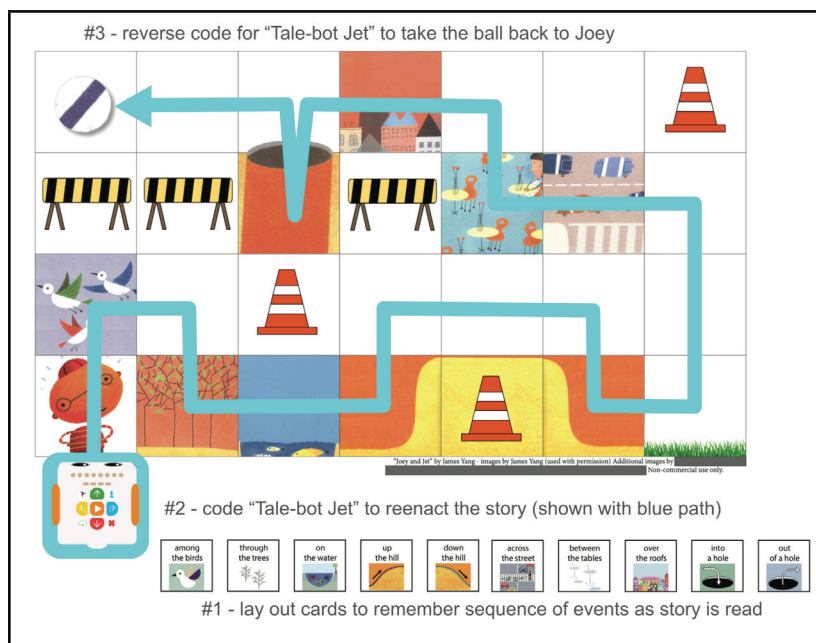 #3 - reverse code for “Tale-bot Jet” to take the ball back to Joey
“Joey and Jet” by James Yang - images by James Yang (used with permission) Additional images by
Non-commercial use only.
#2 - code “Tale-bot Jet” to reenact the story (shown with blue path)
among
the birds
through
the trees
on
the water
up
the hill
down
the hill
across
the street
between
the tables
over
the roofs
into
a hole
out
of a hole
#1 - lay out cards to remember sequence of events as story is read